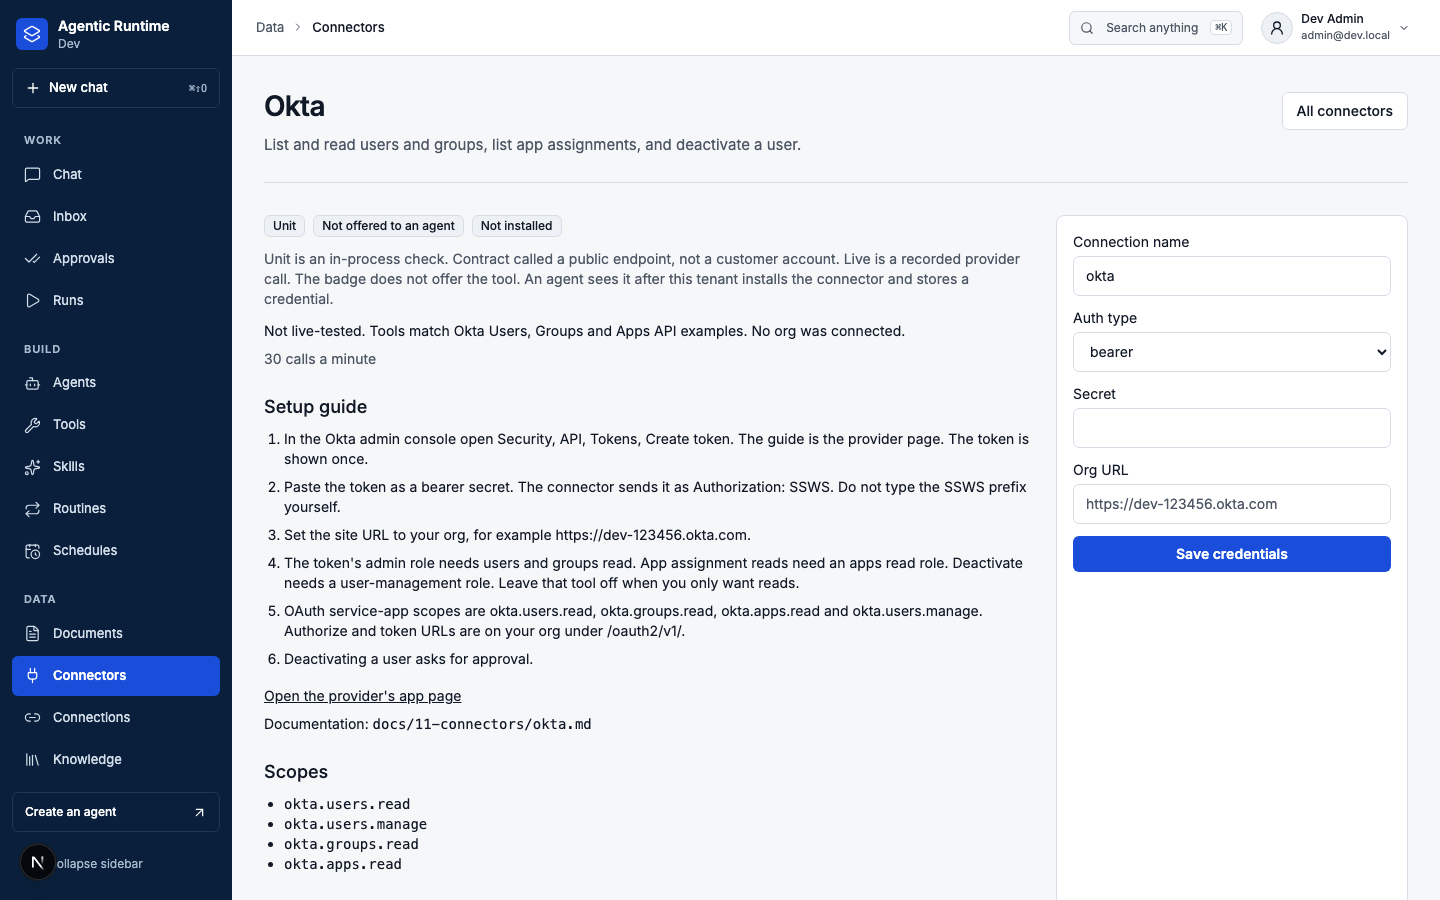 Agentic Runtime
Dev
New chat
⌘⇧O
WORK
Chat
Inbox
Approvals
Runs
BUILD
Agents
Tools
Skills
Routines
Schedules
DATA
Documents
Connectors
Connections
Knowledge
Create an agent
N
ollapse sidebar
Data
Connectors
Search anything
⌘K
Dev Admin
admin@dev.local
Okta
All connectors
List and read users and groups, list app assignments, and deactivate a user.
Unit
Not offered to an agent
Not installed
Unit is an in-process check. Contract called a public endpoint, not a customer account. Live is a recorded provider
call. The badge does not offer the tool. An agent sees it after this tenant installs the connector and stores a
credential.
Not live-tested. Tools match Okta Users, Groups and Apps API examples. No org was connected.
30 calls a minute
Setup guide
1. In the Okta admin console open Security, API, Tokens, Create token. The guide is the provider page. The token is
shown once.
2. Paste the token as a bearer secret. The connector sends it as Authorization: SSWS. Do not type the SSWS prefix
yourself.
3. Set the site URL to your org, for example https://dev-123456.okta.com.
4. The token's admin role needs users and groups read. App assignment reads need an apps read role. Deactivate
needs a user-management role. Leave that tool off when you only want reads.
5. OAuth service-app scopes are okta.users.read, okta.groups.read, okta.apps.read and okta.users.manage.
Authorize and token URLs are on your org under /oauth2/v1/.
6. Deactivating a user asks for approval.
Open the provider's app page
Documentation: docs/11-connectors/okta.md
Scopes
• okta.users.read
• okta.users.manage
• okta.groups.read
• okta.apps.read
Connection name
okta
Auth type
bearer
Secret
Org URL
https://dev-123456.okta.com
Save credentials